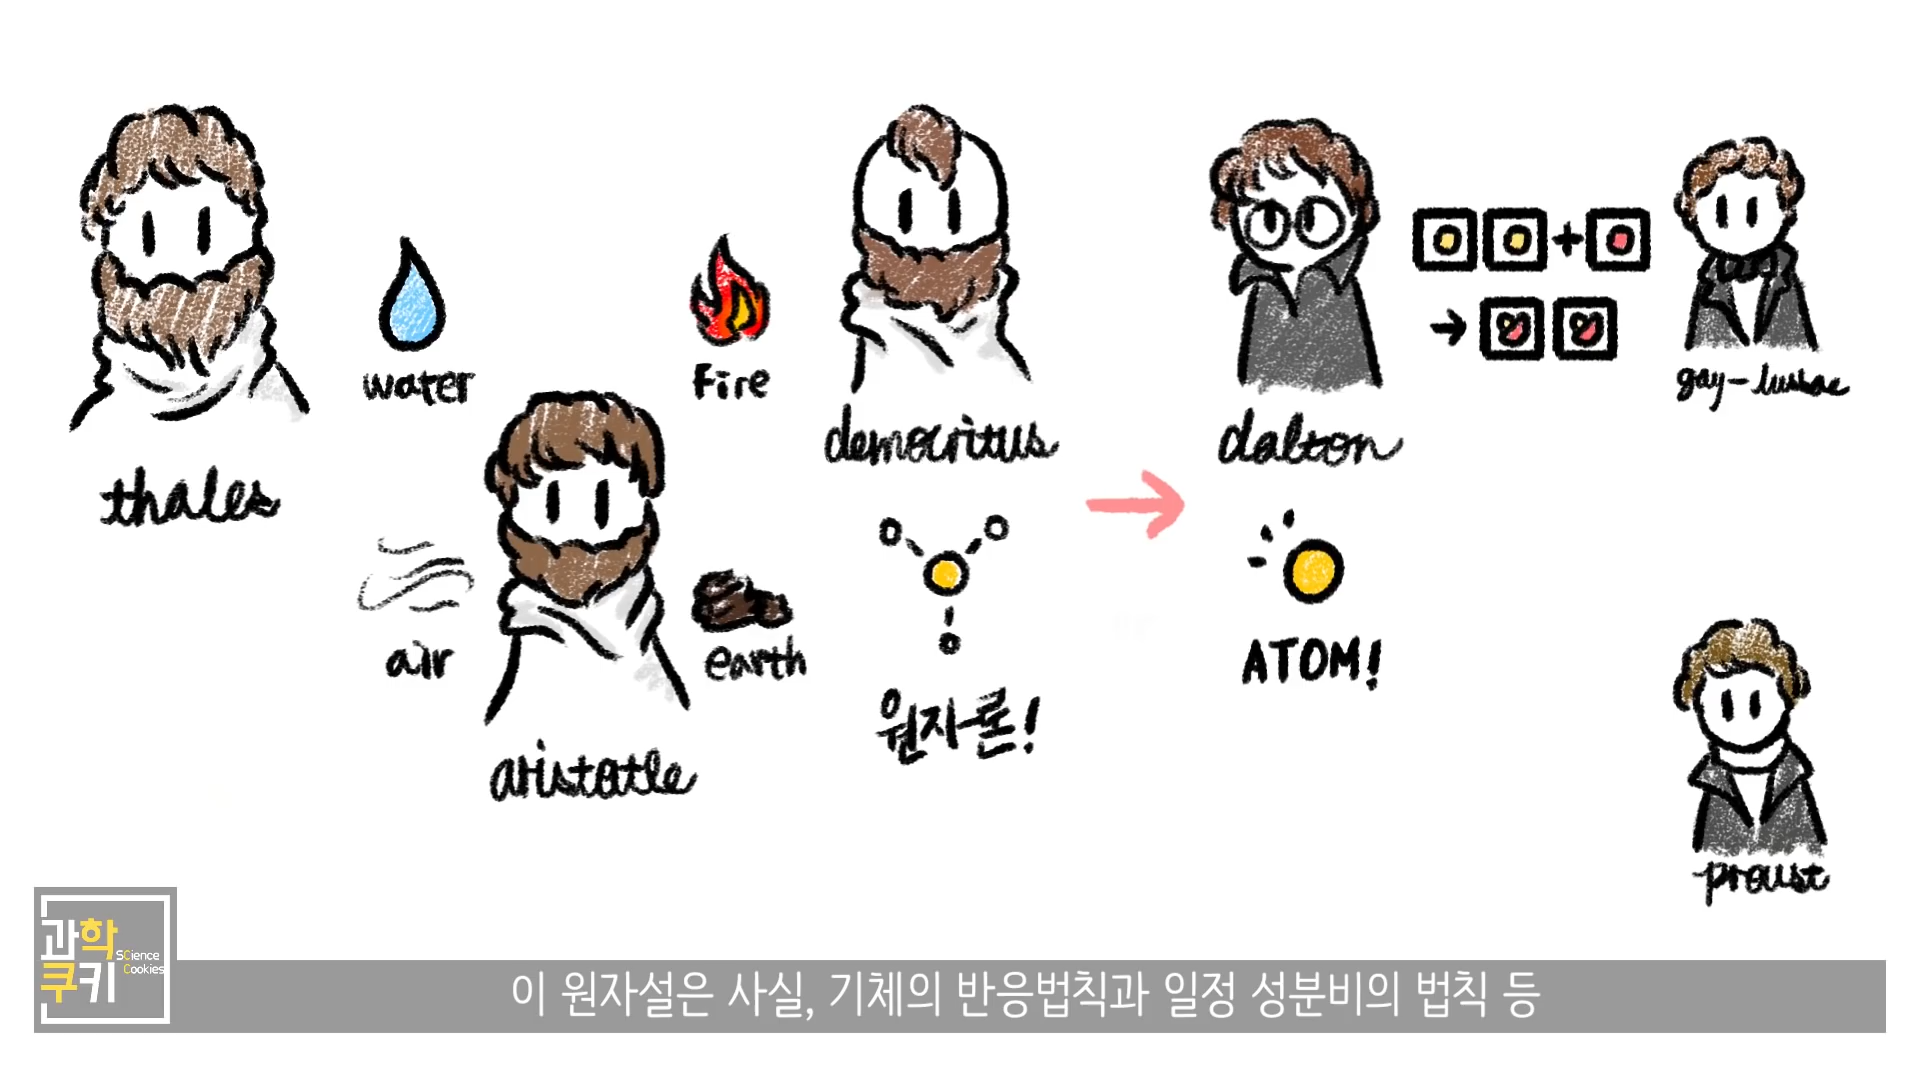 thales
water
Fire
air
earth
aristotle
democritus
원자론!
dalton
ATOM!
gay-lussac
proust
과학
쿠키
Science
Cookies
이 원자설은 사실, 기체의 반응법칙과 일정 성분비의 법칙 등